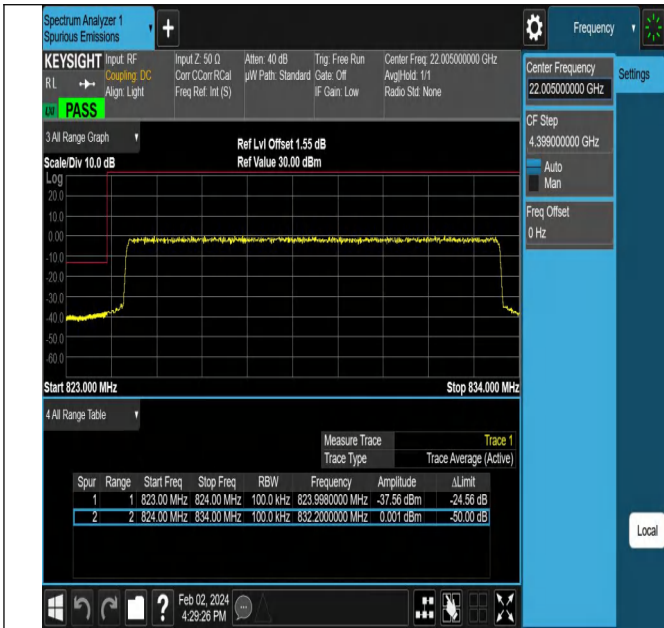 Spectrum Analyzer 1
Spurious Emissions
Frequency
KEYSIGHT
RL
Input: RF
Coupling: DC
Align: Light
Input Z: 50 Ω
Corr CCorr RCal
Freq Ref: Int (S)
Atten: 40 dB
µW Path: Standard
Trig: Free Run
Gate: Off
IF Gain: Low
Center Freq: 22.005000000 GHz
Avg|Hold: 1/1
Radio Std: None
PASS
Center Frequency
22.005000000 GHz
Settings
CF Step
4.399000000 GHz
Auto
Man
Freq Offset
0 Hz
3 All Range Graph
Ref Lvl Offset 1.55 dB
Scale/Div 10.0 dB
Ref Value 30.00 dBm
Log
20.0
10.0
0.00
-10.0
-20.0
-30.0
-40.0
-50.0
-60.0
Start 823.000 MHz
Stop 834.000 MHz
4 All Range Table
Measure Trace Trace 1
Trace Type Trace Average (Active)
Spur Range Start Freq Stop Freq RBW Frequency Amplitude ΔLimit
1 1 823.00 MHz 824.00 MHz 100.0 kHz 823.9980000 MHz -37.56 dBm -24.56 dB
2 2 824.00 MHz 834.00 MHz 100.0 kHz 832.2000000 MHz 0.001 dBm -50.00 dB
Local
Feb 02, 2024
4:29:26 PM